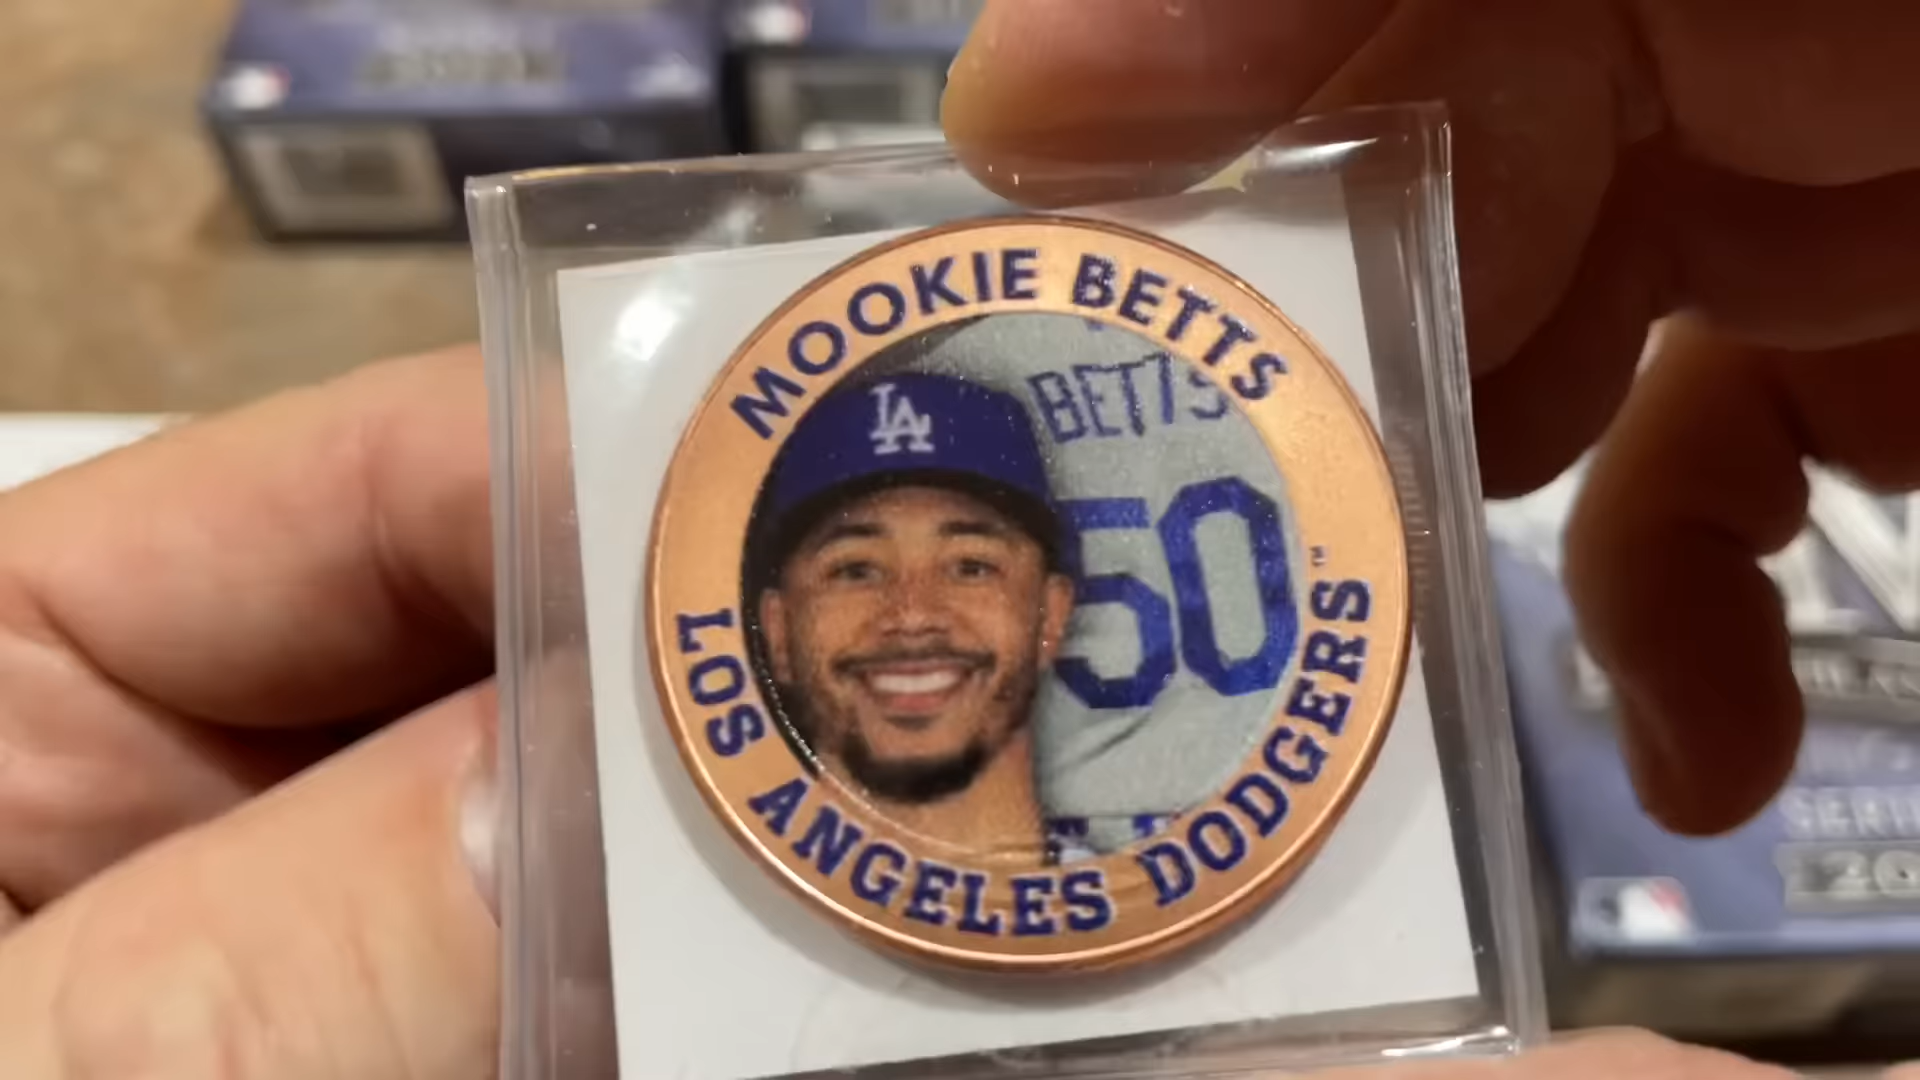 MOOKIE BETTS
LA
BETTS
50
LOS ANGELES DODGERS™